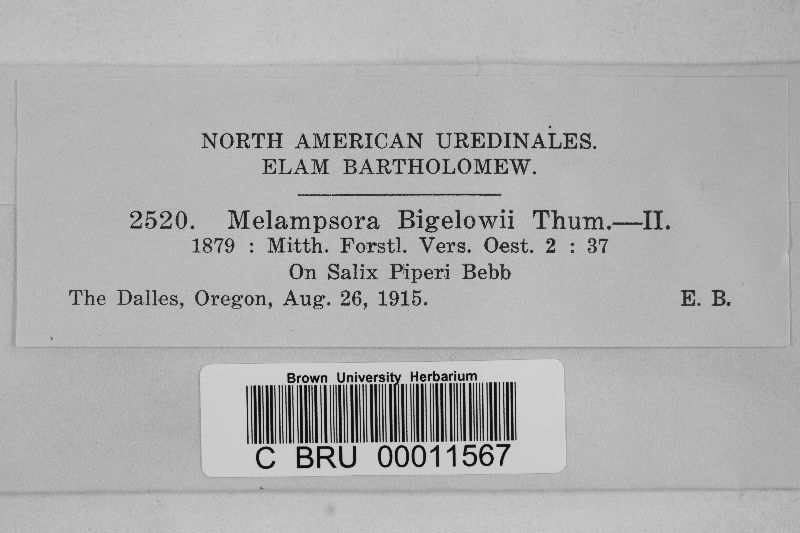 NORTH AMERICAN UREDINALES.
ELAM BARTHOLOMEW.
2520. Melampsora Bigelowii Thum.—II.
1879 : Mitth. Forstl. Vers. Oest. 2 : 37
On Salix Piperi Bebb
The Dalles, Oregon, Aug. 26, 1915. E. B.
Brown University Herbarium
C BRU 00011567